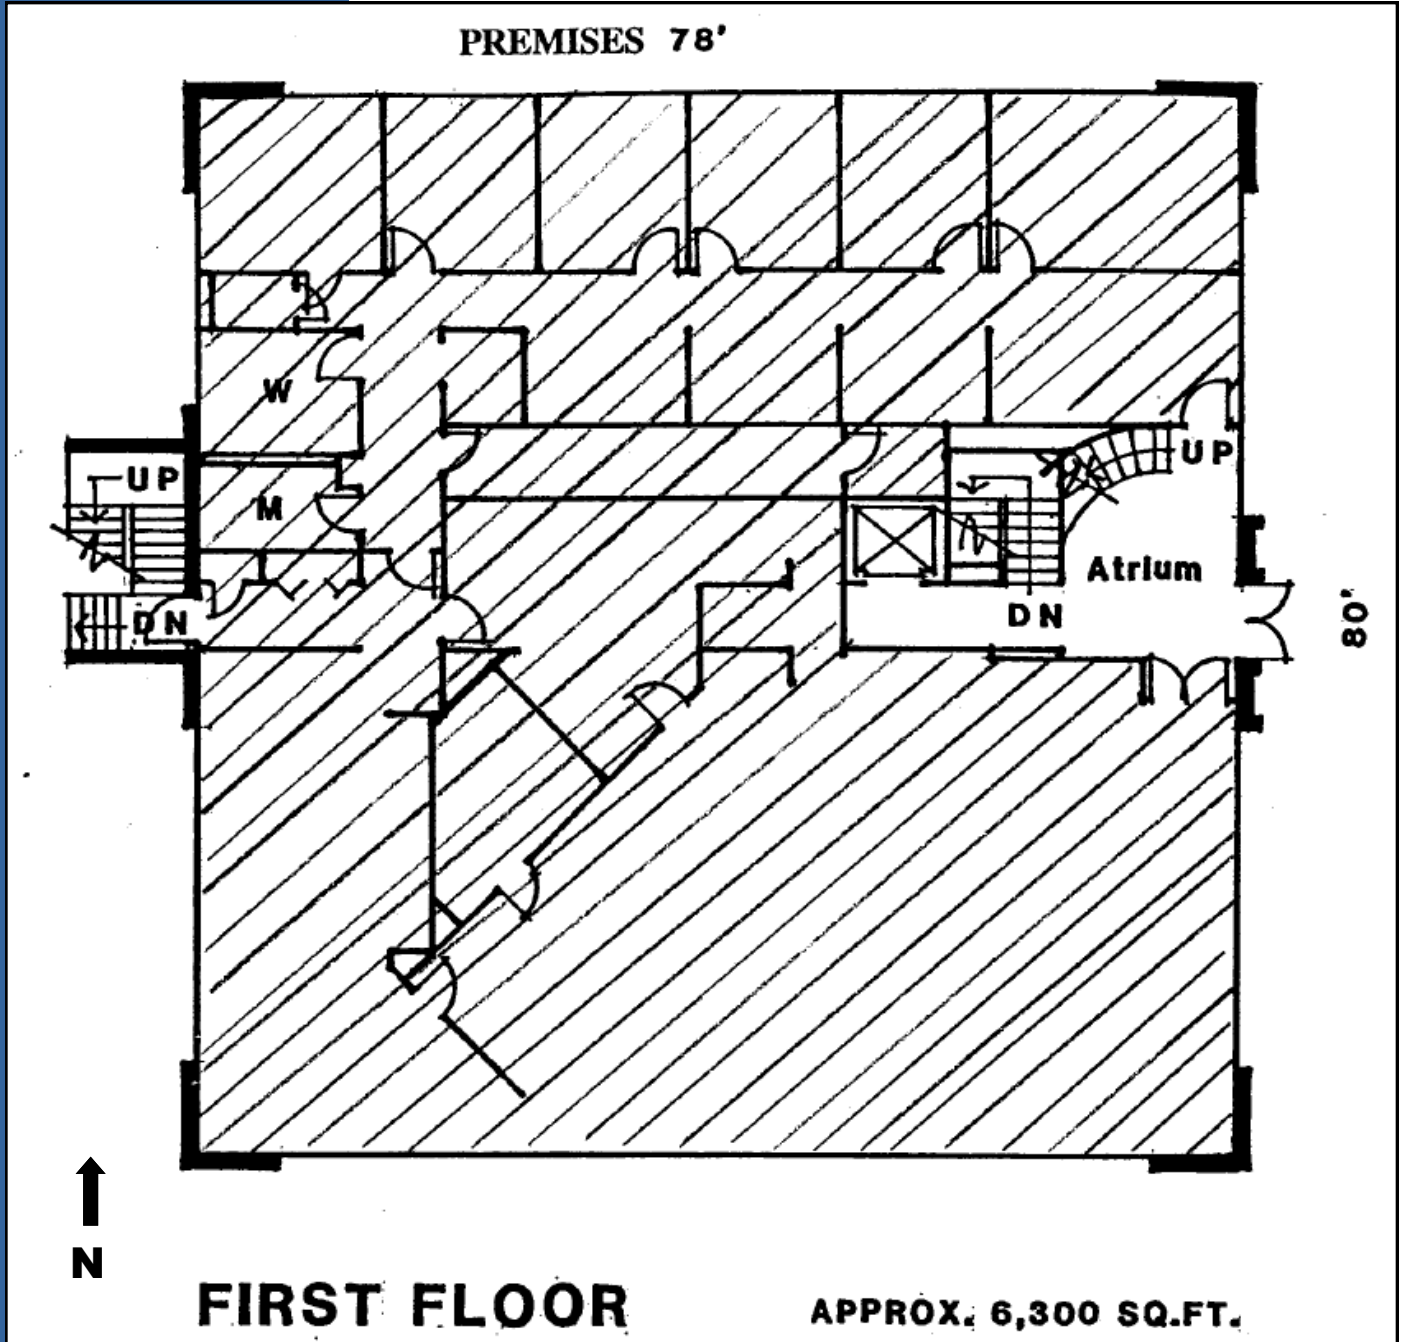 PREMISES 78'
W
UP
UP
M
Atrium
DN
DN
80'
N
FIRST FLOOR
APPROX. 6,300 SQ.FT.